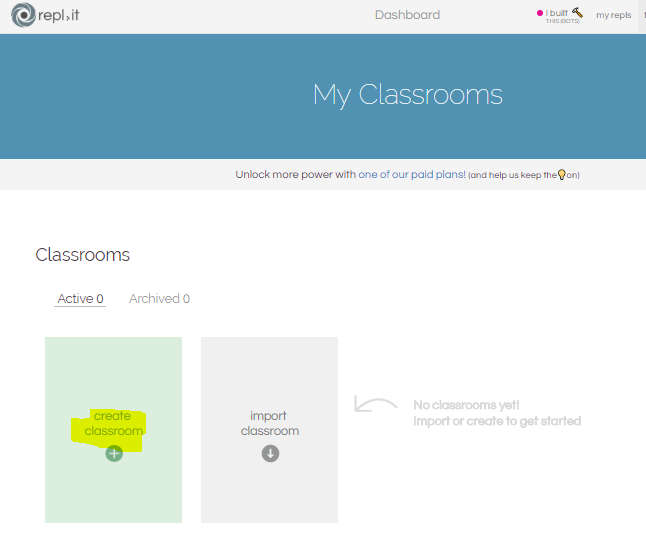 repl.it
Dashboard
I built
THIS (BOTS)
my repls
My Classrooms
Unlock more power with one of our paid plans! (and help us keep the on)
Classrooms
Active 0 Archived 0
create
classroom
import
classroom
No classrooms yet!
Import or create to get started